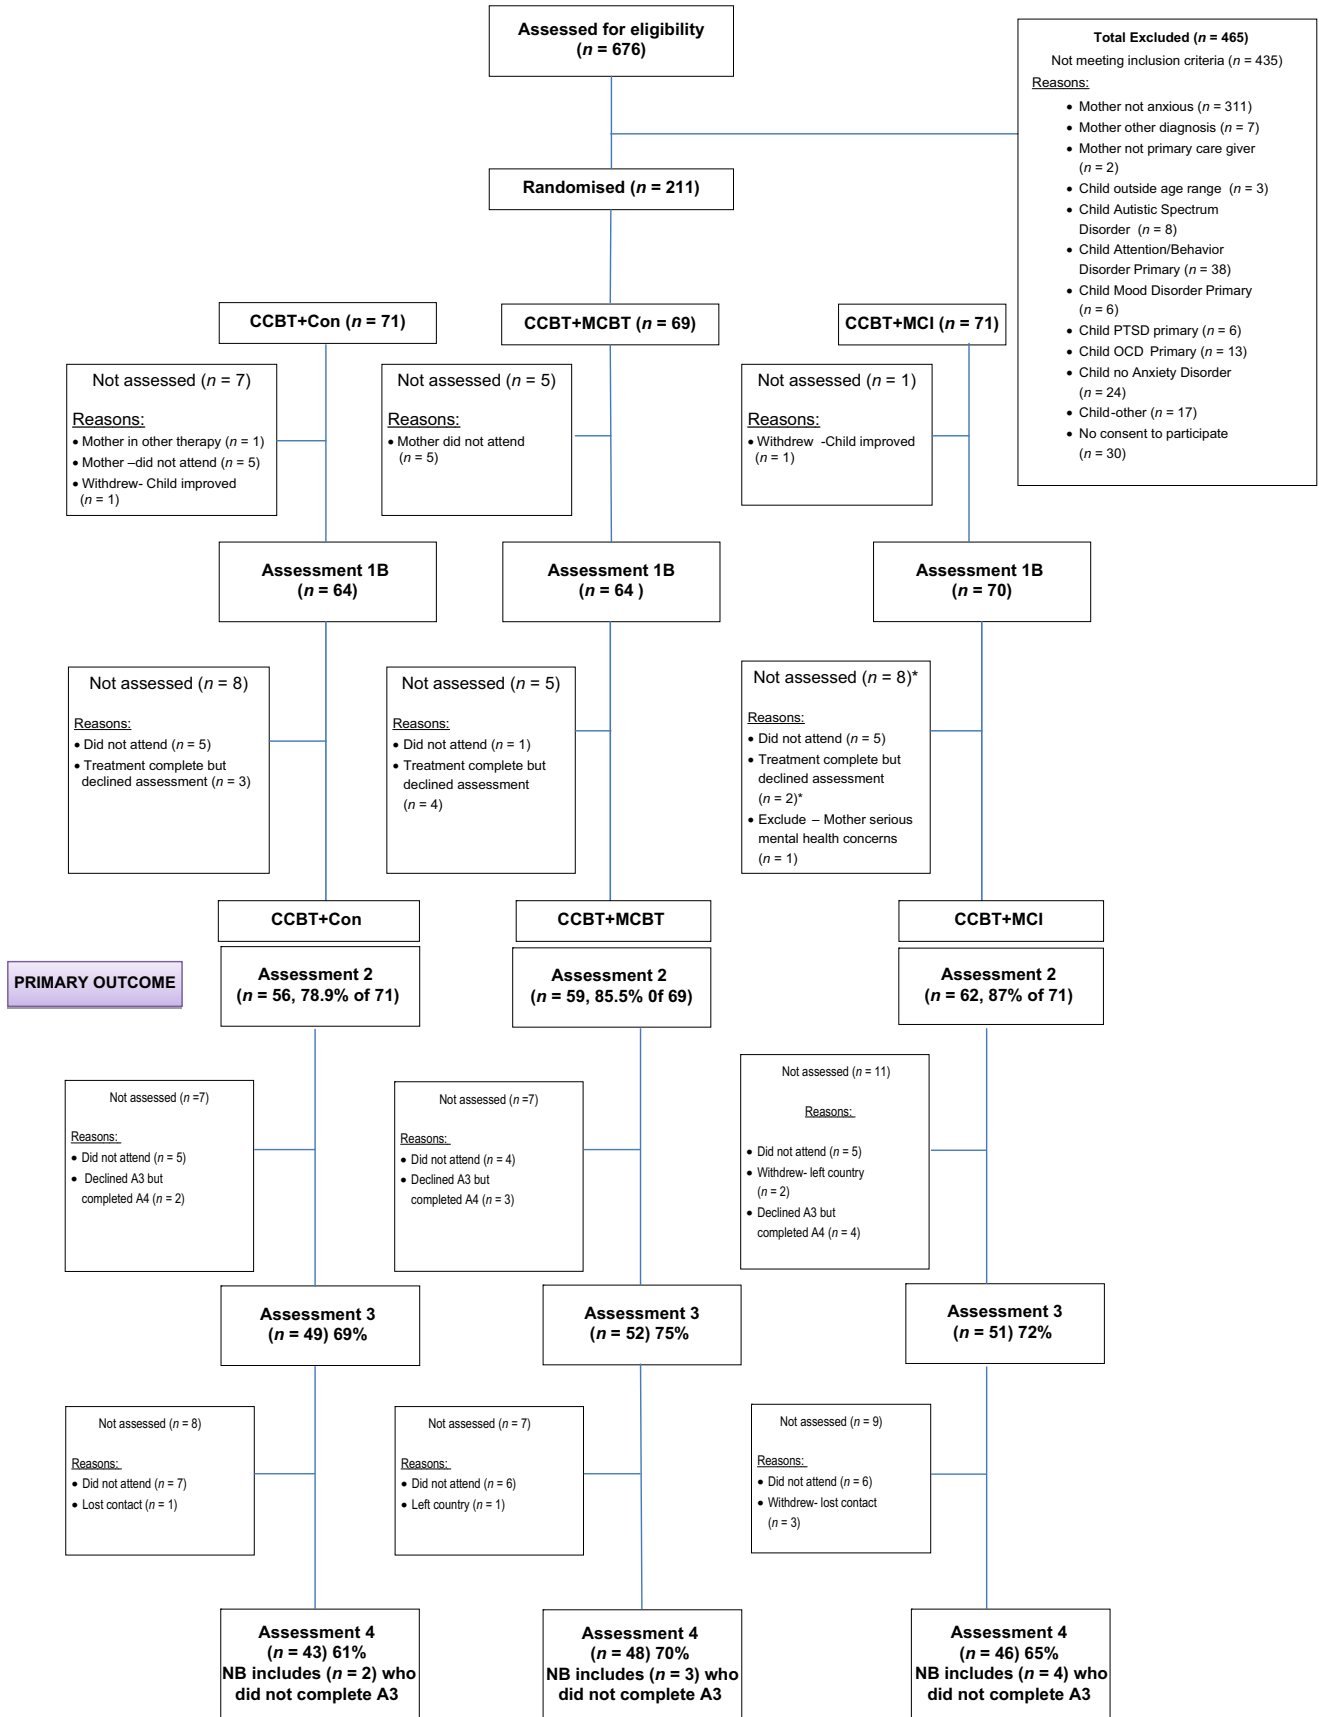 Assessed for eligibility
(n = 676)
Total Excluded (n = 465)
Not meeting inclusion criteria (n = 435)
Reasons:
• Mother not anxious (n = 311)
• Mother other diagnosis (n = 7)
• Mother not primary care giver
(n = 2)
• Child outside age range (n = 3)
• Child Autistic Spectrum
Disorder (n = 8)
• Child Attention/Behavior
Disorder Primary (n = 38)
• Child Mood Disorder Primary
(n = 6)
• Child PTSD primary (n = 6)
• Child OCD Primary (n = 13)
• Child no Anxiety Disorder
(n = 24)
• Child-other (n = 17)
• No consent to participate
(n = 30)
Randomised (n = 211)
CCBT+Con (n = 71)
CCBT+MCBT (n = 69)
CCBT+MCI (n = 71)
Not assessed (n = 7)
Reasons:
• Mother in other therapy (n = 1)
• Mother –did not attend (n = 5)
• Withdrew- Child improved
(n = 1)
Not assessed (n = 5)
Reasons:
• Mother did not attend
(n = 5)
Not assessed (n = 1)
Reasons:
• Withdrew -Child improved
(n = 1)
Assessment 1B
(n = 64)
Assessment 1B
(n = 64 )
Assessment 1B
(n = 70)
Not assessed (n = 8)
Reasons:
• Did not attend (n = 5)
• Treatment complete but
declined assessment (n = 3)
Not assessed (n = 5)
Reasons:
• Did not attend (n = 1)
• Treatment complete but
declined assessment
(n = 4)
Not assessed (n = 8)*
Reasons:
• Did not attend (n = 5)
• Treatment complete but
declined assessment
(n = 2)*
• Exclude – Mother serious
mental health concerns
(n = 1)
CCBT+Con
CCBT+MCBT
CCBT+MCI
PRIMARY OUTCOME
Assessment 2
(n = 56, 78.9% of 71)
Assessment 2
(n = 59, 85.5% 0f 69)
Assessment 2
(n = 62, 87% of 71)
Not assessed (n =7)
Reasons:
• Did not attend (n = 5)
• Declined A3 but
completed A4 (n = 2)
Not assessed (n =7)
Reasons:
• Did not attend (n = 4)
• Declined A3 but
completed A4 (n = 3)
Not assessed (n = 11)
Reasons:
• Did not attend (n = 5)
• Withdrew- left country
(n = 2)
• Declined A3 but
completed A4 (n = 4)
Assessment 3
(n = 49) 69%
Assessment 3
(n = 52) 75%
Assessment 3
(n = 51) 72%
Not assessed (n = 8)
Reasons:
• Did not attend (n = 7)
• Lost contact (n = 1)
Not assessed (n = 7)
Reasons:
• Did not attend (n = 6)
• Left country (n = 1)
Not assessed (n = 9)
Reasons:
• Did not attend (n = 6)
• Withdrew- lost contact
(n = 3)
Assessment 4
(n = 43) 61%
NB includes (n = 2) who
did not complete A3
Assessment 4
(n = 48) 70%
NB includes (n = 3) who
did not complete A3
Assessment 4
(n = 46) 65%
NB includes (n = 4) who
did not complete A3